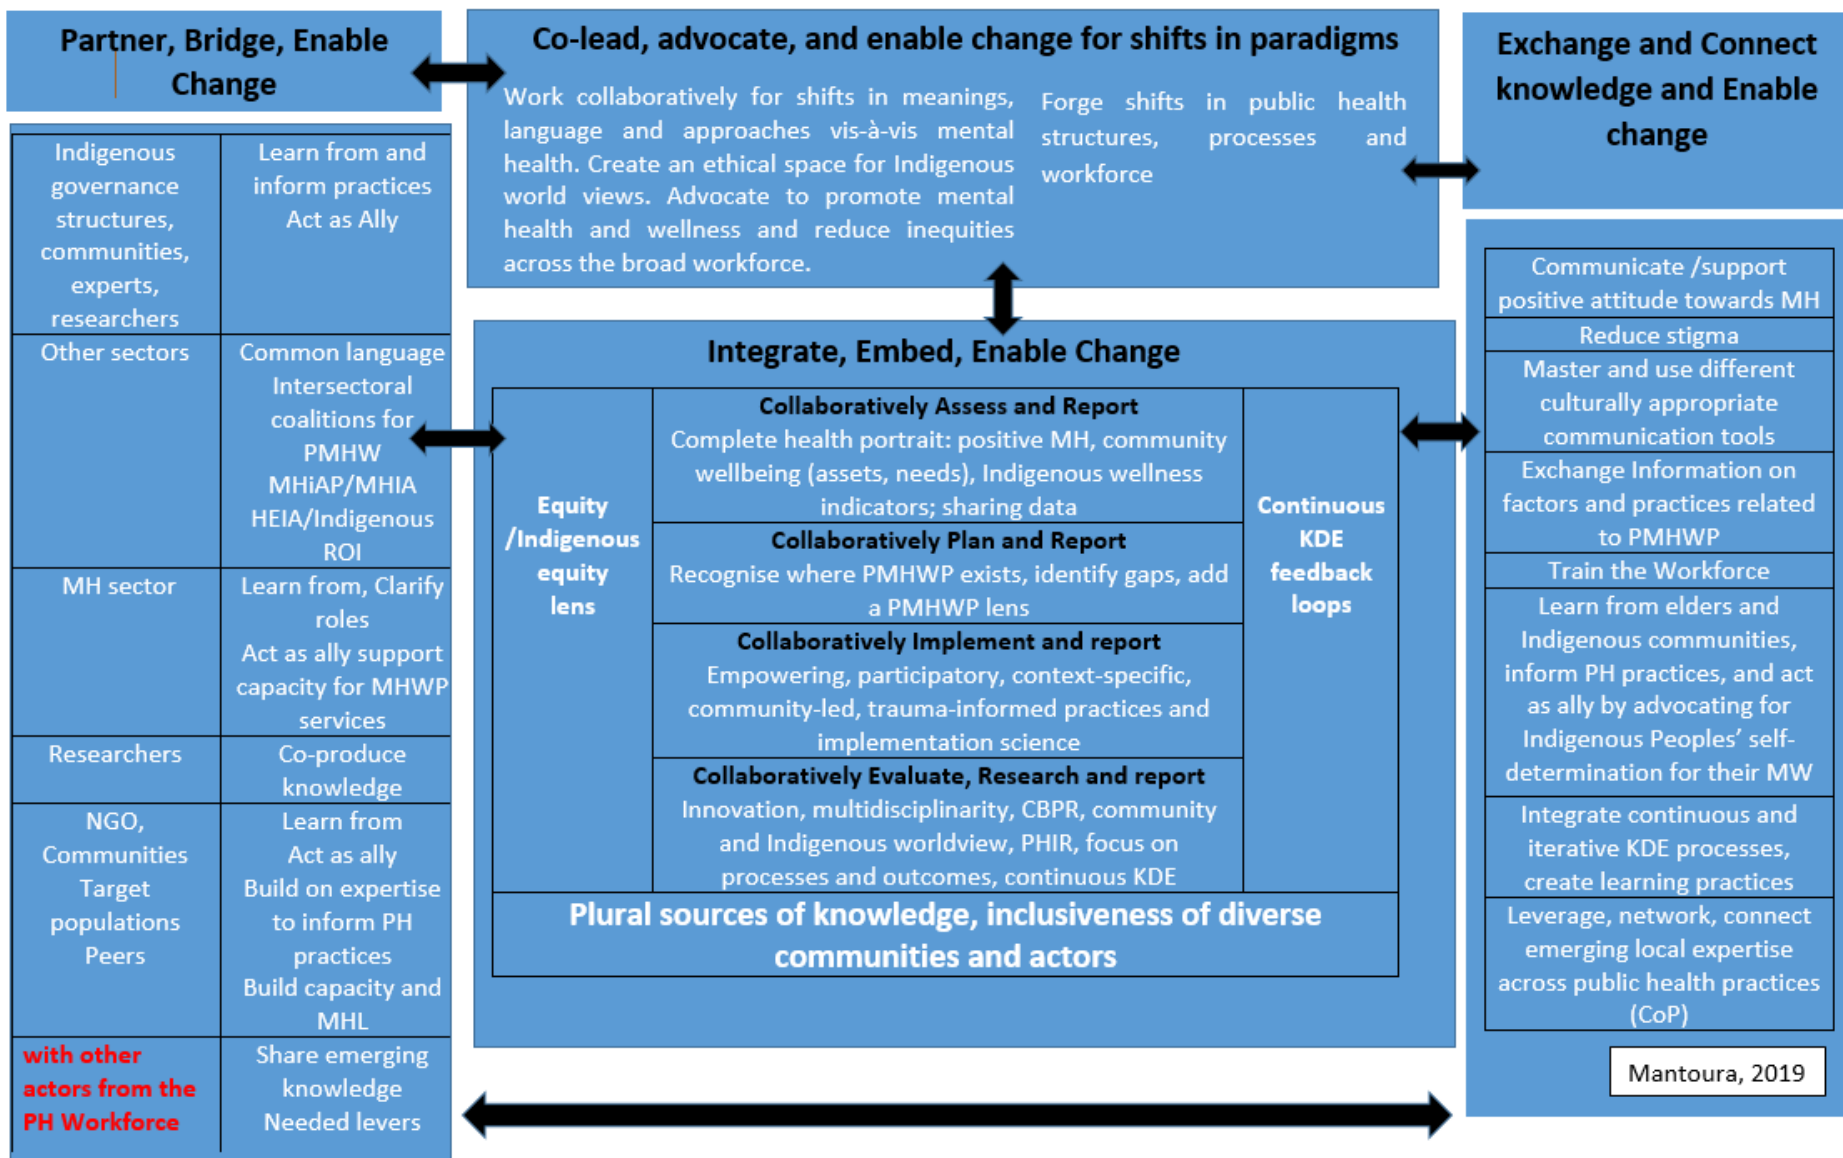 Partner, Bridge, Enable
Change
Indigenous
governance
structures,
communities,
experts,
researchers
Learn from and
inform practices
Act as Ally
Other sectors
Common language
Intersectoral
coalitions for
PMHW
MHiAP/MHIA
HEIA/Indigenous
ROI
MH sector
Learn from, Clarify
roles
Act as ally support
capacity for MHWP
services
Researchers
Co-produce
knowledge
NGO,
Communities
Target
populations
Peers
Learn from
Act as ally
Build on expertise
to inform PH
practices
Build capacity and
MHL
with other
actors from the
PH Workforce
Share emerging
knowledge
Needed levers
Co-lead, advocate, and enable change for shifts in paradigms
Work collaboratively for shifts in meanings,
language and approaches vis-à-vis mental
health. Create an ethical space for Indigenous
world views. Advocate to promote mental
health and wellness and reduce inequities
across the broad workforce.
Forge shifts in public health
structures, processes and
workforce
Integrate, Embed, Enable Change
Equity
/Indigenous
equity
lens
Collaboratively Assess and Report
Complete health portrait: positive MH, community
wellbeing (assets, needs), Indigenous wellness
indicators; sharing data
Collaboratively Plan and Report
Recognise where PMHWP exists, identify gaps, add
a PMHWP lens
Collaboratively Implement and report
Empowering, participatory, context-specific,
community-led, trauma-informed practices and
implementation science
Collaboratively Evaluate, Research and report
Innovation, multidisciplinarity, CBPR, community
and Indigenous worldview, PHIR, focus on
processes and outcomes, continuous KDE
Continuous
KDE
feedback
loops
Plural sources of knowledge, inclusiveness of diverse
communities and actors
Exchange and Connect
knowledge and Enable
change
Communicate /support
positive attitude towards MH
Reduce stigma
Master and use different
culturally appropriate
communication tools
Exchange Information on
factors and practices related
to PMHWP
Train the Workforce
Learn from elders and
Indigenous communities,
inform PH practices, and act
as ally by advocating for
Indigenous Peoples' self-
determination for their MW
Integrate continuous and
iterative KDE processes,
create learning practices
Leverage, network, connect
emerging local expertise
across public health practices
(CoP)
Mantoura, 2019